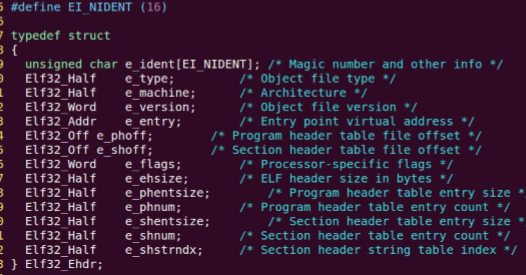 #define EI_NIDENT (16)
typedef struct
{
unsigned char e_ident[EI_NIDENT]; /* Magic number and other info */
Elf32_Half e_type; /* Object file type */
Elf32_Half e_machine; /* Architecture */
Elf32_Word e_version; /* Object file version */
Elf32_Addr e_entry; /* Entry point virtual address */
Elf32_Off e_phoff; /* Program header table file offset */
Elf32_Off e_shoff; /* Section header table file offset */
Elf32_Word e_flags; /* Processor-specific flags */
Elf32_Half e_ehsize; /* ELF header size in bytes */
Elf32_Half e_phentsize; /* Program header table entry size *
Elf32_Half e_phnum; /* Program header table entry count */
Elf32_Half e_shentsize; /* Section header table entry size *
Elf32_Half e_shnum; /* Section header table entry count */
Elf32_Half e_shstrndx; /* Section header string table index */
} Elf32_Ehdr;